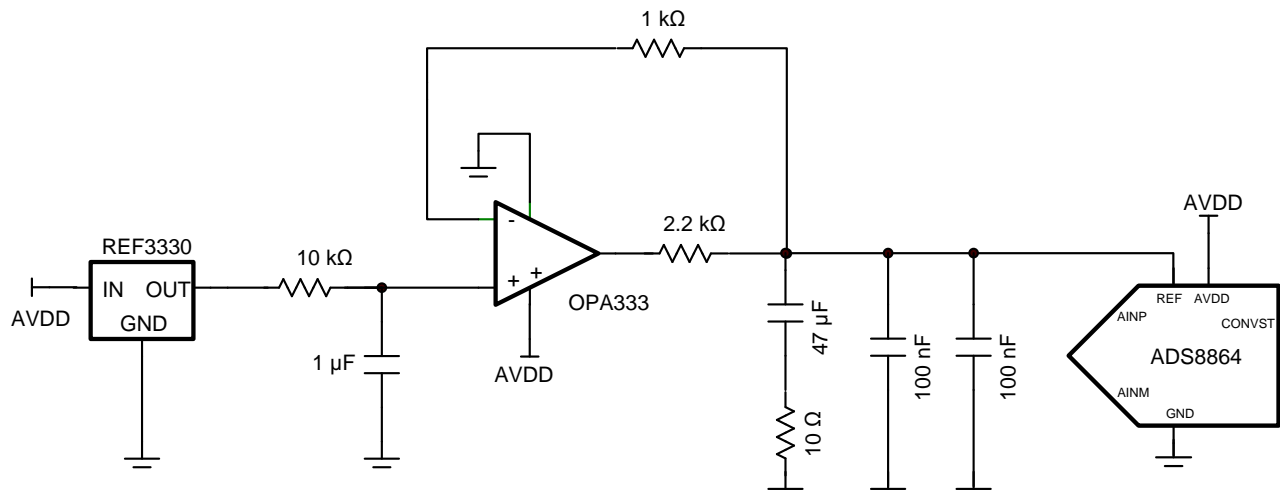 1 kΩ
REF3330
10 kΩ
2.2 kΩ
AVDD
IN OUT
GND
AVDD
-
+
+
OPA333
AVDD
1 µF
47 µF
10 Ω
100 nF
100 nF
REF AVDD
AINP
CONVST
ADS8864
AINM
GND